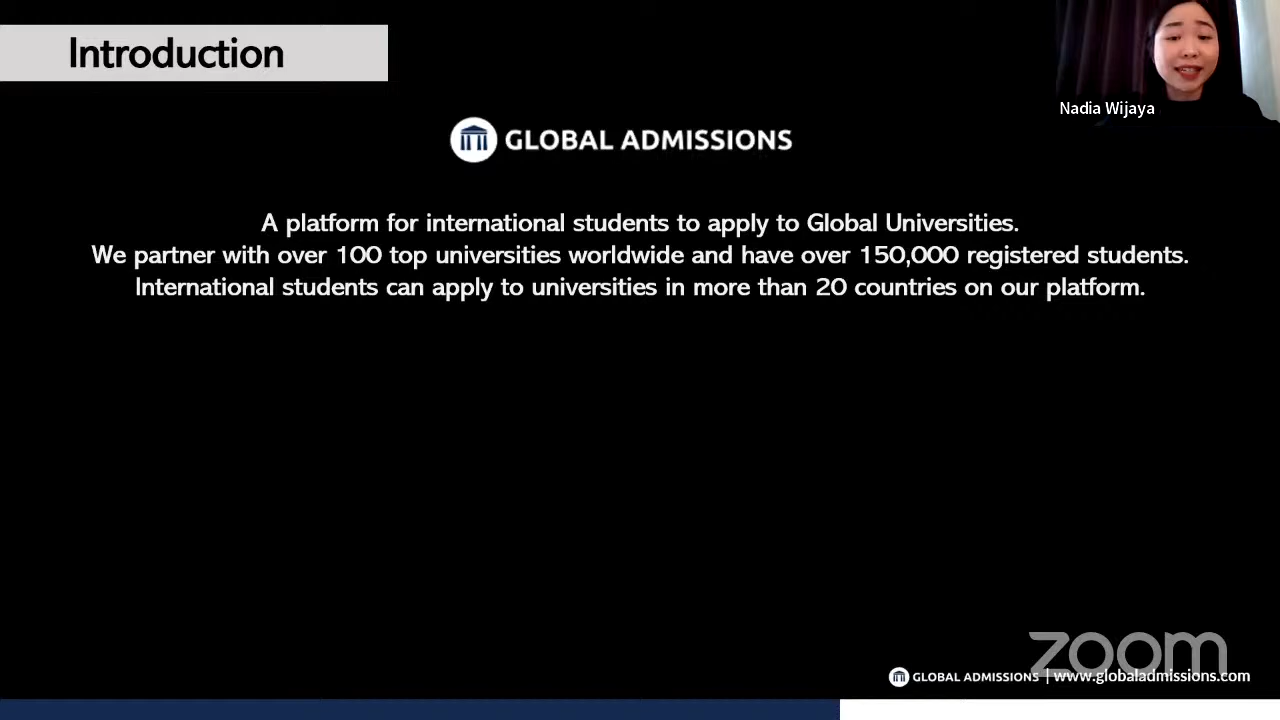 Introduction
Nadia Wijaya
GLOBAL ADMISSIONS
A platform for international students to apply to Global Universities.
We partner with over 100 top universities worldwide and have over 150,000 registered students.
International students can apply to universities in more than 20 countries on our platform.
zoom
GLOBAL ADMISSIONS | www.globaladmissions.com